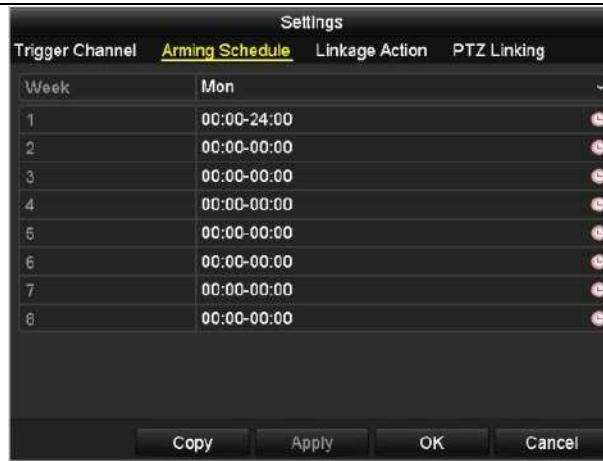 Settings
Trigger Channel Arming Schedule Linkage Action PTZ Linking
Week Mon
1 00:00-24:00
2 00:00-00:00
3 00:00-00:00
4 00:00-00:00
5 00:00-00:00
6 00:00-00:00
7 00:00-00:00
8 00:00-00:00
Copy Apply OK Cancel